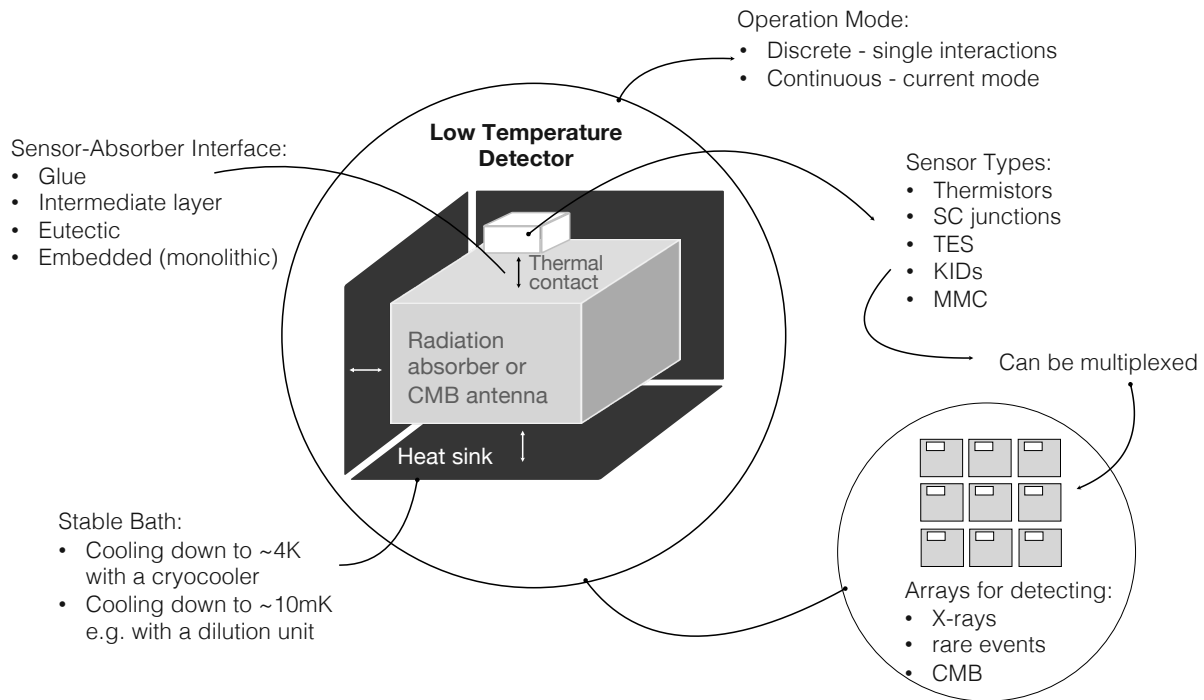 Operation Mode:
• Discrete - single interactions
• Continuous - current mode
Low Temperature
Detector
Sensor-Absorber Interface:
• Glue
• Intermediate layer
• Eutectic
• Embedded (monolithic)
Sensor Types:
• Thermistors
• SC junctions
• TES
• KIDs
• MMC
Thermal
contact
Radiation
absorber or
CMB antenna
Heat sink
Can be multiplexed
Stable Bath:
• Cooling down to ~4K
with a cryocooler
• Cooling down to ~10mK
e.g. with a dilution unit
Arrays for detecting:
• X-rays
• rare events
• CMB